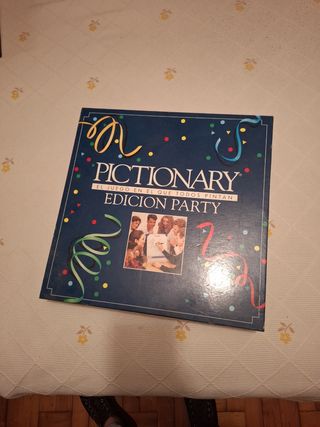 PICTIONARY
EL JUEGO EN EL QUE TODOS PINTAN
EDICION PARTY